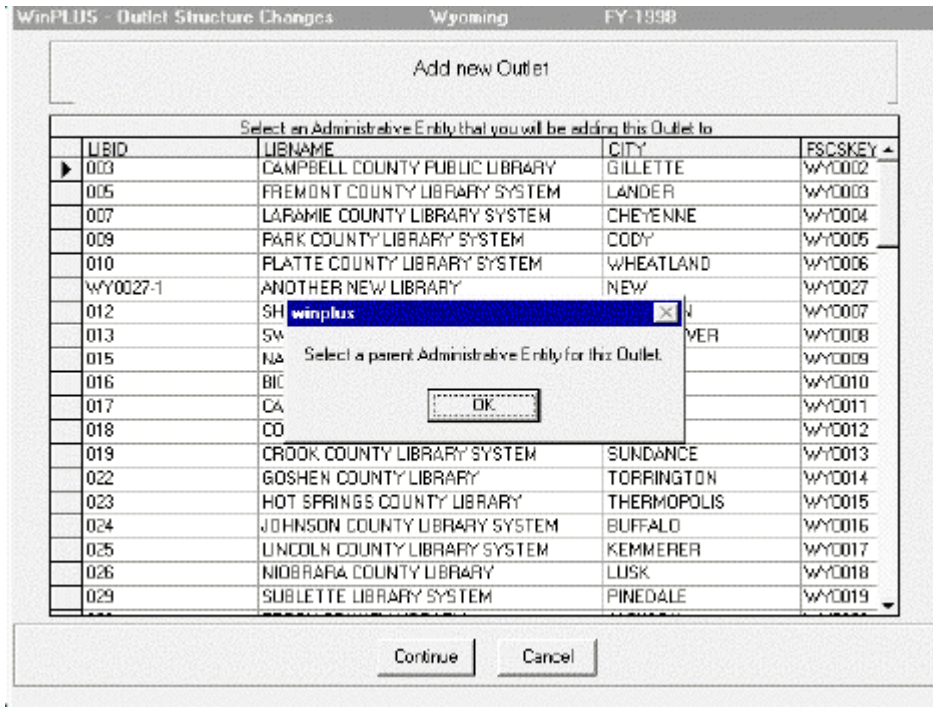 WinPLUS - Outlet Structure Changes Wyoming FY-1998
Add new Outlet
Select an Administrative Entity that you will be adding this Outlet to
LIBID LIBNAME CITY FSCSKEY
003 CAMPBELL COUNTY PUBLIC LIBRARY GILLETTE WY0002
005 FREMONT COUNTY LIBRARY SYSTEM LANDER WY0003
007 LARAMIE COUNTY LIBRARY SYSTEM CHEYENNE WY0004
009 PARK COUNTY LIBRARY SYSTEM CODY WY0005
010 PLATTE COUNTY LIBRARY SYSTEM WHEATLAND WY0006
WY0027-1 ANOTHER NEW LIBRARY NEW WY0027
012 SH N WY0007
013 SW VER WY0008
015 NA WY0009
016 BIG WY0010
017 CA WY0011
018 CO WY0012
winplus
Select a parent Administrative Entity for this Outlet.
OK
019 CROOK COUNTY LIBRARY SYSTEM SUNDANCE WY0013
022 GOSHEN COUNTY LIBRARY TORRINGTON WY0014
023 HOT SPRINGS COUNTY LIBRARY THERMOPOLIS WY0015
024 JOHNSON COUNTY LIBRARY SYSTEM BUFFALO WY0016
025 LINCOLN COUNTY LIBRARY SYSTEM KEMMERER WY0017
026 NIOBRARA COUNTY LIBRARY LUSK WY0018
029 SUBLETTE LIBRARY SYSTEM PINEDALE WY0019
Continue Cancel